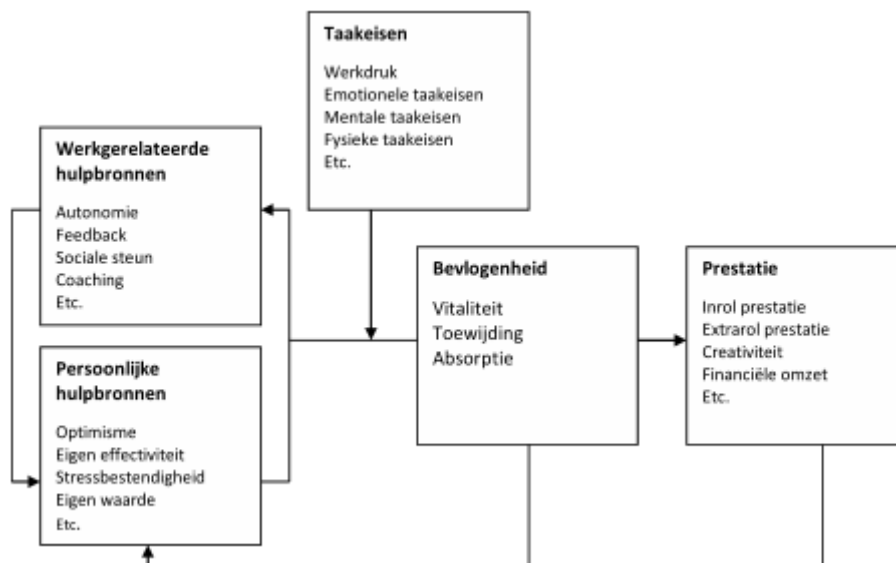 Taakeisen
Werkdruk
Emotionele taakeisen
Mentale taakeisen
Fysieke taakeisen
Etc.
Werkgerelateerde
hulpbronnen
Autonomie
Feedback
Sociale steun
Coaching
Etc.
Persoonlijke
hulpbronnen
Optimisme
Eigen effectiviteit
Stressbestendigheid
Eigen waarde
Etc.
Bevlogenheid
Vitaliteit
Toewijding
Absorptie
Prestatie
Inrol prestatie
Extrarol prestatie
Creativiteit
Financiële omzet
Etc.